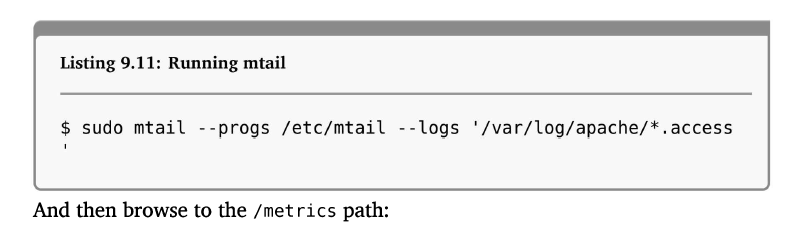 Listing 9.11: Running mtail
$ sudo mtail --progs /etc/mtail --logs '/var/log/apache/*.access
'
And then browse to the /metrics path: